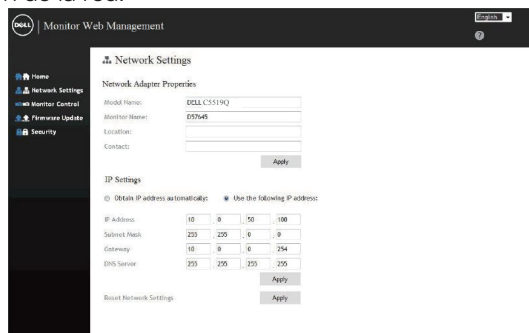 DELL Monitor Web Management
English
?
Network Settings
Home
Network Settings
Monitor Control
Firmware Update
Security
Network Adapter Properties
Model Name: DELL C5519Q
Monitor Name: D57645
Location:
Contact:
Apply
IP Settings
Obtain IP address automatically: Use the following IP address:
IP Address 10 . 0 . 50 . 100
Subnet Mask 255 . 255 . 0 . 0
Gateway 10 . 0 . 0 . 254
DNS Server: 255 . 255 . 255 . 255
Apply
Reset Network Settings Apply